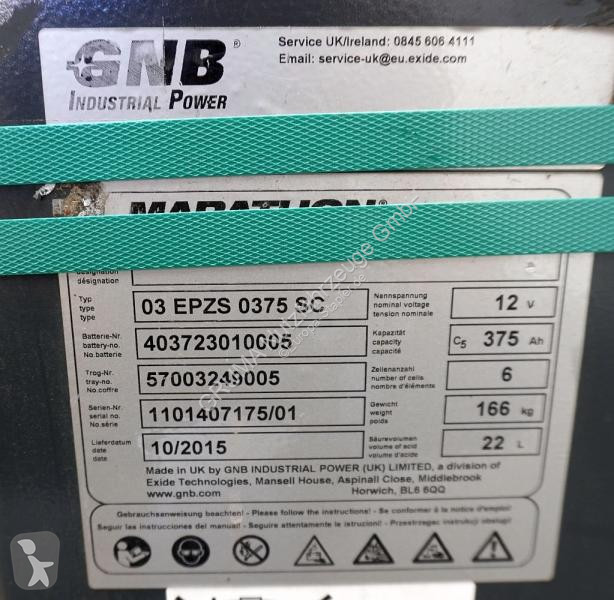 GNB®
INDUSTRIAL POWER
Service UK/Ireland: 0845 606 4111
Email: service-uk@eu.exide.com
MARATHON®
designation
désignation
Typ
type
type
03 EPZS 0375 SC
Nennspannung
nominal voltage
tension nominale
12 V
Batterie-Nr.
battery-no.
No.batterie
403723010005
Kapazität
capacity
capacité
C5 375 Ah
Trog-Nr.
tray-no.
No.coffre
57003249005
Zellenanzahl
number of cells
nombre d'éléments
6
Serien-Nr.
serial no.
No.série
1101407175/01
Gewicht
weight
poids
166 kg
Lieferdatum
date
date
10/2015
Säurevolumen
volume of acid
volume d'acide
22 L
Made in UK by GNB INDUSTRIAL POWER (UK) LIMITED, a division of
Exide Technologies, Mansell House, Aspinall Close, Middlebrook
www.gnb.com Horwich, BL6 6QQ
Gebrauchsanweisung beachten! - Please follow the instructions! - Se conformer à la notice d'emploi!
Seguir las instrucciones del manual! - Seguire attentamente le istruzioni! - Przestrzegac instrukcji obslugi!